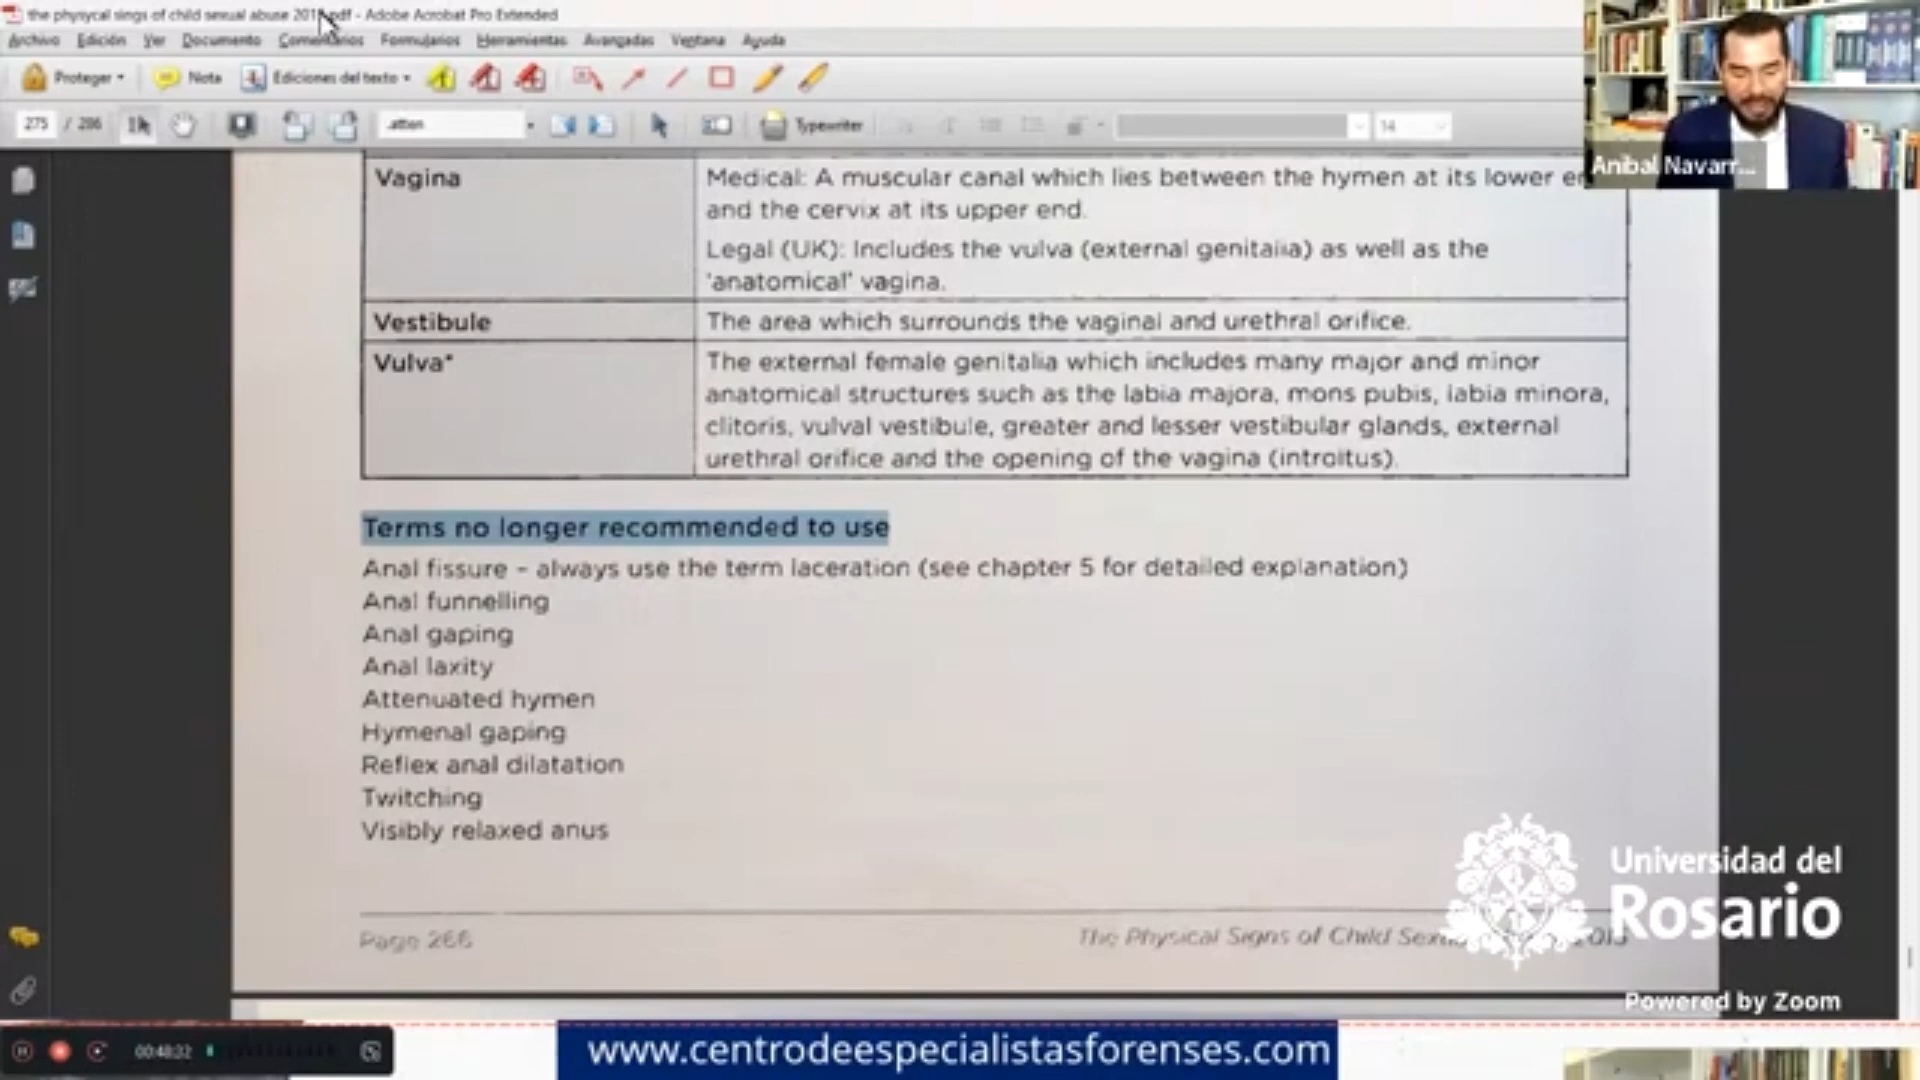 the physycal sings of child sexual abuse 201 pdf - Adobe Acrobat Pro Extended
Archivo Edición Ver Documento Comentarios Formularios Herramientas Avanzadas Ventana Ayuda
Proteger Nota Ediciones del texto
275 / 286 .atten Typewriter 14
Anibal Navarr...
Vagina
Medical: A muscular canal which lies between the hymen at its lower
and the cervix at its upper end.
Legal (UK): Includes the vulva (external genitalia) as well as the
'anatomical' vagina.
Vestibule
The area which surrounds the vaginal and urethral orifice.
Vulva*
The external female genitalia which includes many major and minor
anatomical structures such as the labia majora, mons pubis, labia minora,
clitoris, vulval vestibule, greater and lesser vestibular glands, external
urethral orifice and the opening of the vagina (introitus).
Terms no longer recommended to use
Anal fissure – always use the term laceration (see chapter 5 for detailed explanation)
Anal funnelling
Anal gaping
Anal laxity
Attenuated hymen
Hymenal gaping
Reflex anal dilatation
Twitching
Visibly relaxed anus
Page 266
The Physical Signs of Child
Universidad del
Rosario
Powered by Zoom
00:48:32
www.centrodeespecialistasforenses.com